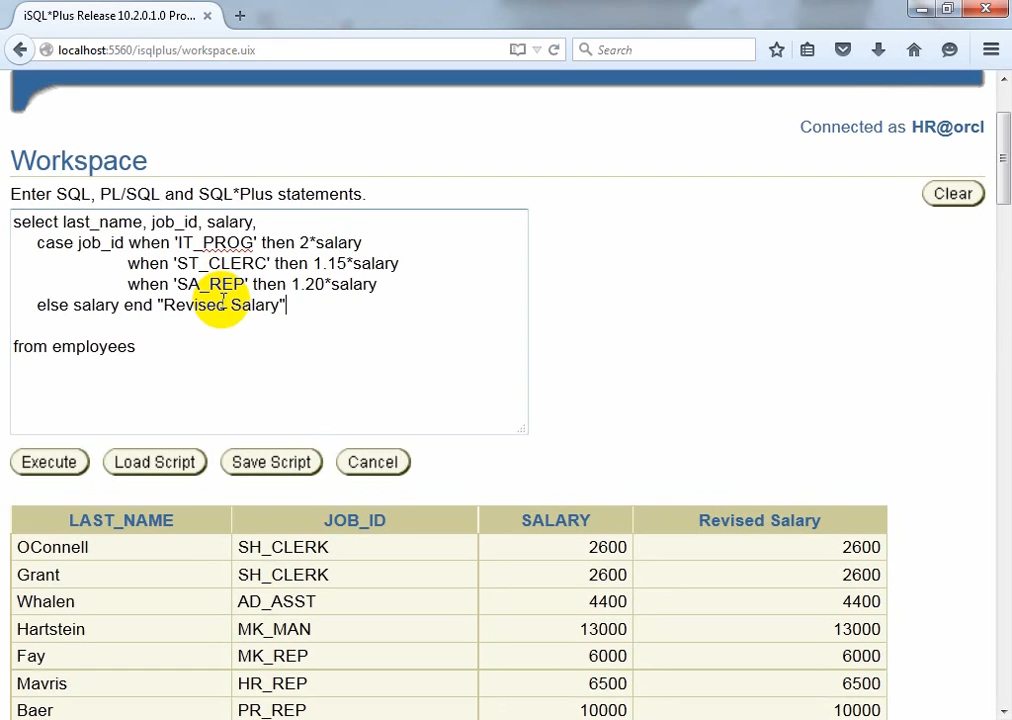 iSQL*Plus Release 10.2.0.1.0 Pro...
localhost:5560/isqlplus/workspace.uix
Search
Connected as HR@orcl
Workspace
Enter SQL, PL/SQL and SQL*Plus statements.
Clear
select last_name, job_id, salary,
case job_id when 'IT_PROG' then 2*salary
when 'ST_CLERC' then 1.15*salary
when 'SA_REP' then 1.20*salary
else salary end "Revised Salary"
from employees
Execute Load Script Save Script Cancel
LAST_NAME JOB_ID SALARY Revised Salary
OConnell SH_CLERK 2600 2600
Grant SH_CLERK 2600 2600
Whalen AD_ASST 4400 4400
Hartstein MK_MAN 13000 13000
Fay MK_REP 6000 6000
Mavris HR_REP 6500 6500
Baer PR_REP 10000 10000